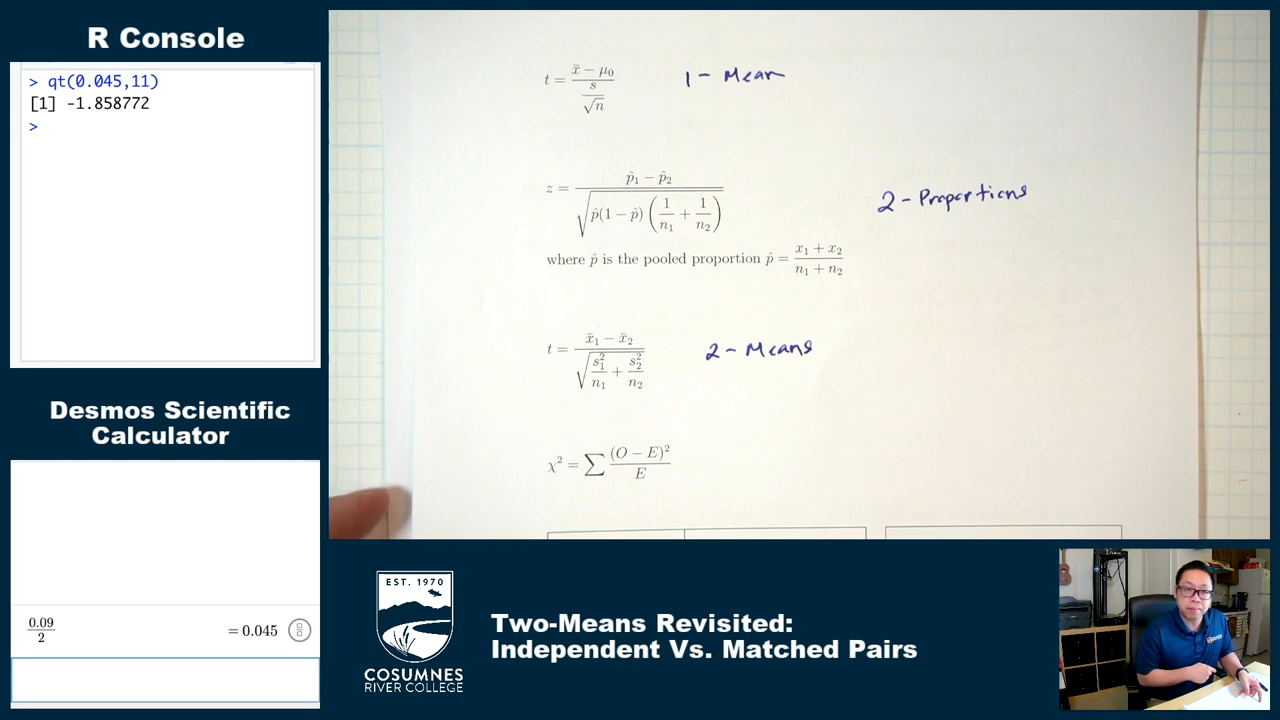 R Console
> qt(0.045,11)
[1] -1.858772
>
Desmos Scientific
Calculator
0.09/2 = 0.045
t = (x̄ − μ₀)/(s/√n) 1 - Mean
z = (p̂₁ − p̂₂)/√(p̂(1 − p̂)(1/n₁ + 1/n₂)) 2 - Proportions
where p̂ is the pooled proportion p̂ = (x₁ + x₂)/(n₁ + n₂)
t = (x̄₁ − x̄₂)/√(s₁²/n₁ + s₂²/n₂) 2 - Means
χ² = ∑ (O − E)²/E
EST. 1970
COSUMNES
RIVER COLLEGE
Two-Means Revisited:
Independent Vs. Matched Pairs